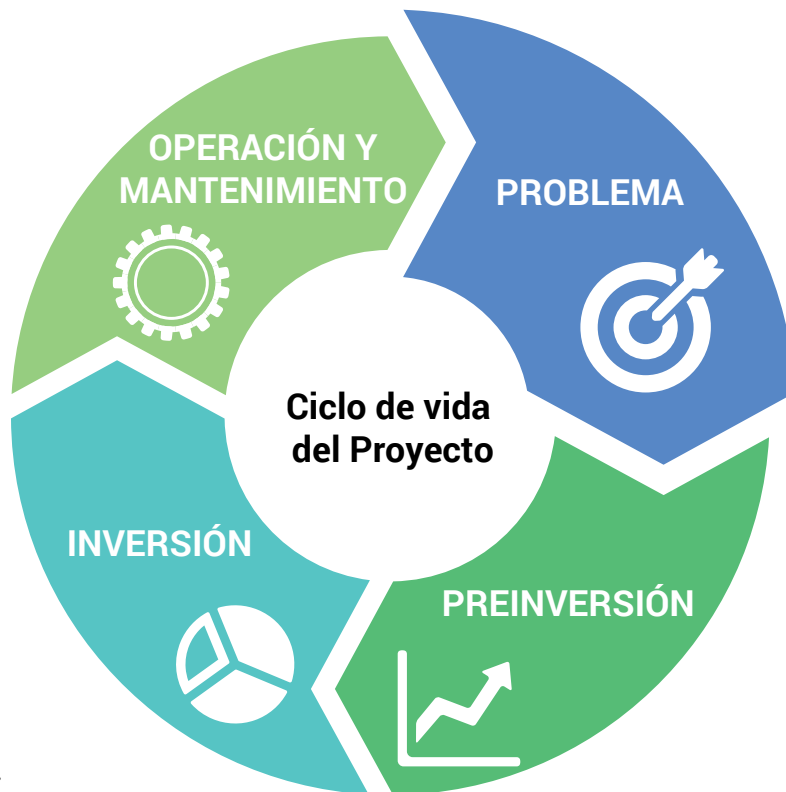 OPERACIÓN Y
MANTENIMIENTO
PROBLEMA
Ciclo de vida
del Proyecto
INVERSIÓN
PREINVERSIÓN